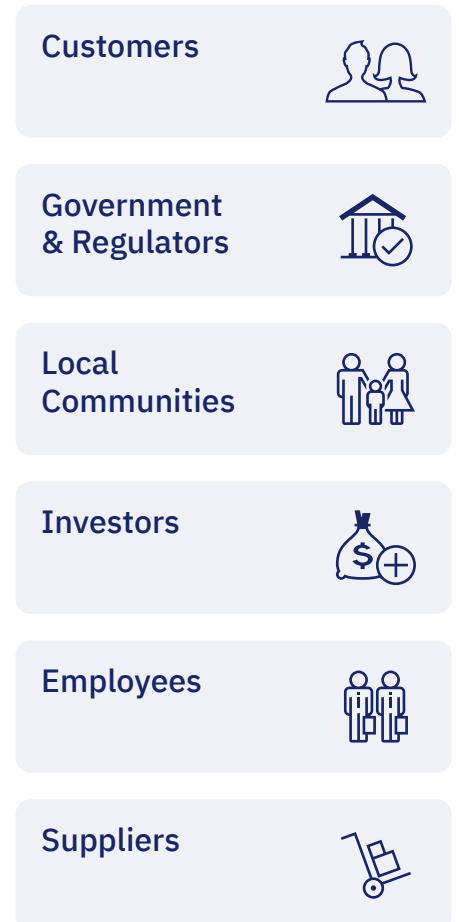 Customers
Government
& Regulators
Local
Communities
Investors
$
Employees
Suppliers